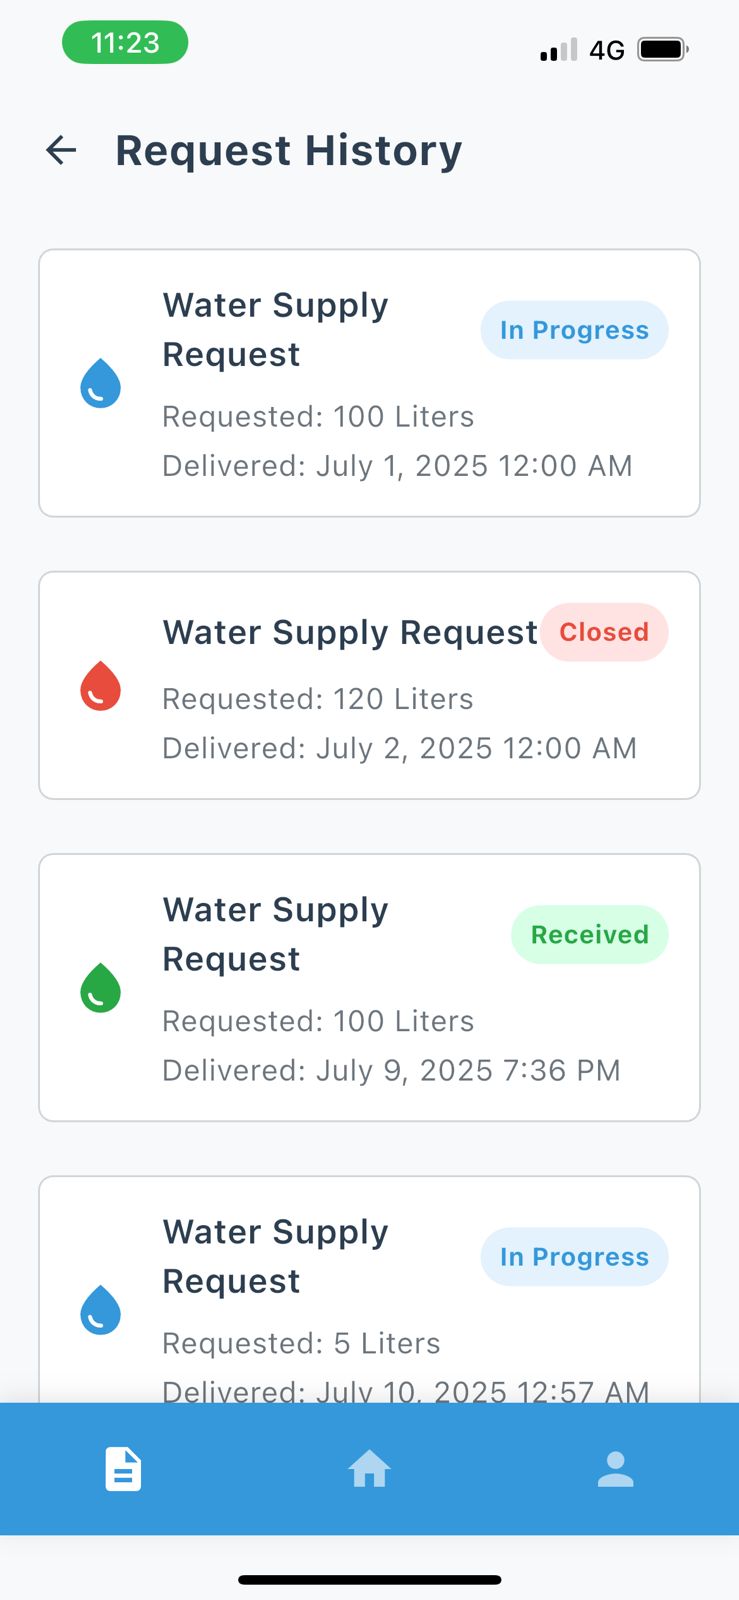 11:23
4G
Request History
Water Supply
Request
In Progress
Requested: 100 Liters
Delivered: July 1, 2025 12:00 AM
Water Supply Request
Closed
Requested: 120 Liters
Delivered: July 2, 2025 12:00 AM
Water Supply
Request
Received
Requested: 100 Liters
Delivered: July 9, 2025 7:36 PM
Water Supply
Request
In Progress
Requested: 5 Liters
Delivered: July 10, 2025 12:57 AM